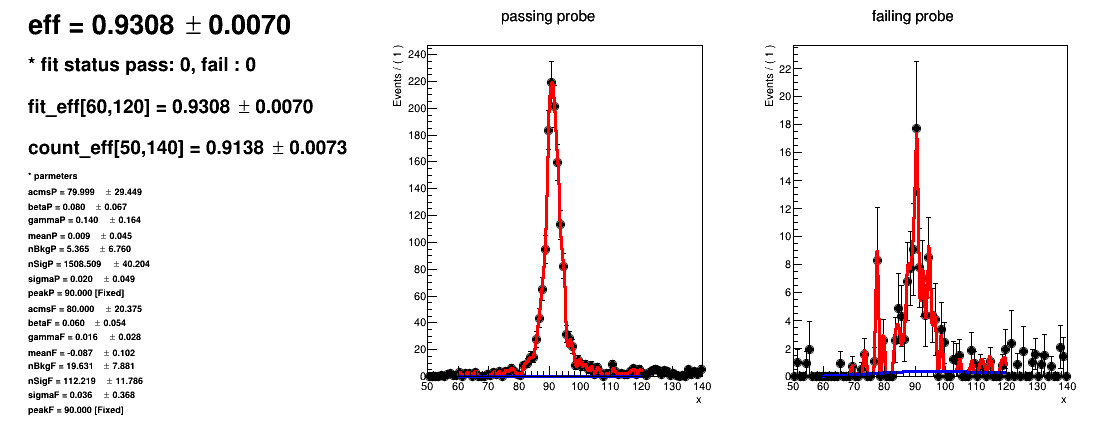 eff = 0.9308 ± 0.0070
* fit status pass: 0, fail : 0
fit_eff[60,120] = 0.9308 ± 0.0070
count_eff[50,140] = 0.9138 ± 0.0073
* parmeters
acmsP = 79.999 ± 29.449
betaP = 0.080 ± 0.067
gammaP = 0.140 ± 0.164
meanP = 0.009 ± 0.045
nBkgP = 5.365 ± 6.760
nSigP = 1508.509 ± 40.204
sigmaP = 0.020 ± 0.049
peakP = 90.000 [Fixed]
acmsF = 80.000 ± 20.375
betaF = 0.060 ± 0.054
gammaF = 0.016 ± 0.028
meanF = -0.087 ± 0.102
nBkgF = 19.631 ± 7.881
nSigF = 112.219 ± 11.786
sigmaF = 0.036 ± 0.368
peakF = 90.000 [Fixed]
passing probe
Events / ( 1 )
240
220
200
180
160
140
120
100
80
60
40
20
0
50 60 70 80 90 100 110 120 130 140
x
failing probe
Events / ( 1 )
22
20
18
16
14
12
10
8
6
4
2
0
50 60 70 80 90 100 110 120 130 140
x